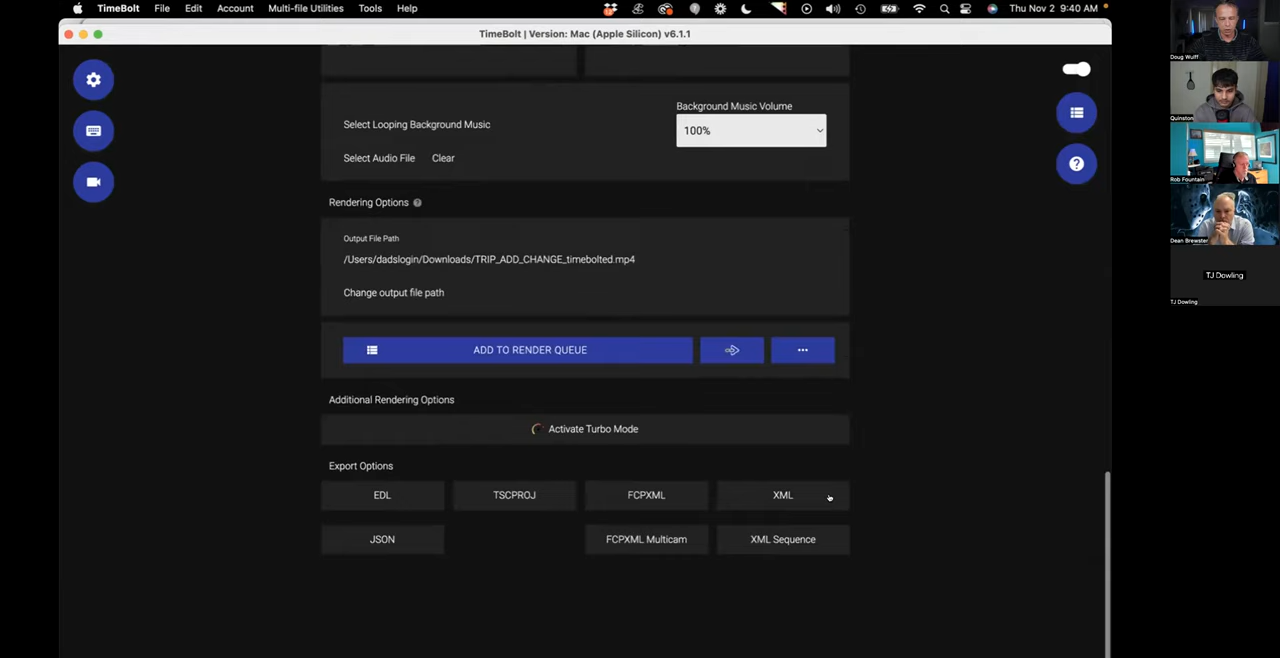 TimeBolt File Edit Account Multi-file Utilities Tools Help Thu Nov 2 9:40 AM
TimeBolt | Version: Mac (Apple Silicon) v6.1.1
Background Music Volume
Select Looping Background Music
100%
Select Audio File Clear
Rendering Options
Output File Path
/Users/dadslogin/Downloads/TRIP_ADD_CHANGE_timebolted.mp4
Change output file path
ADD TO RENDER QUEUE
Additional Rendering Options
Activate Turbo Mode
Export Options
EDL TSCPROJ FCPXML XML
JSON FCPXML Multicam XML Sequence
Doug Wulff
Quinston
Rob Fountain
Dean Brewster
TJ Dowling
TJ Dowling